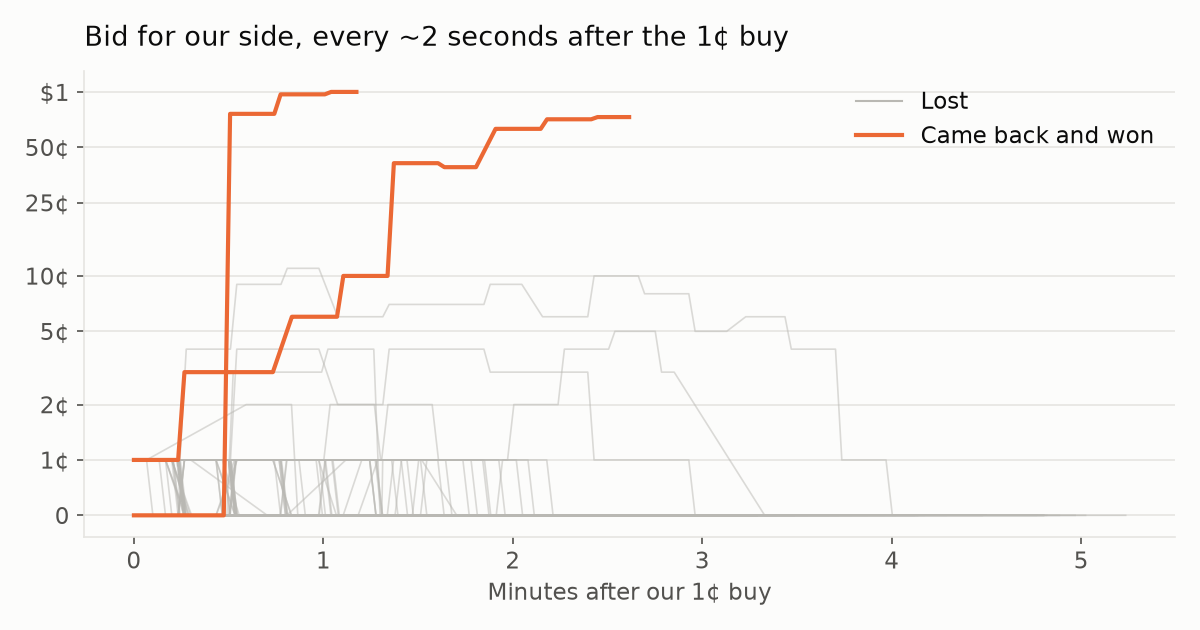 Bid for our side, every ~2 seconds after the 1¢ buy
$1
50¢
25¢
10¢
5¢
2¢
1¢
0
Lost
Came back and won
0 1 2 3 4 5
Minutes after our 1¢ buy